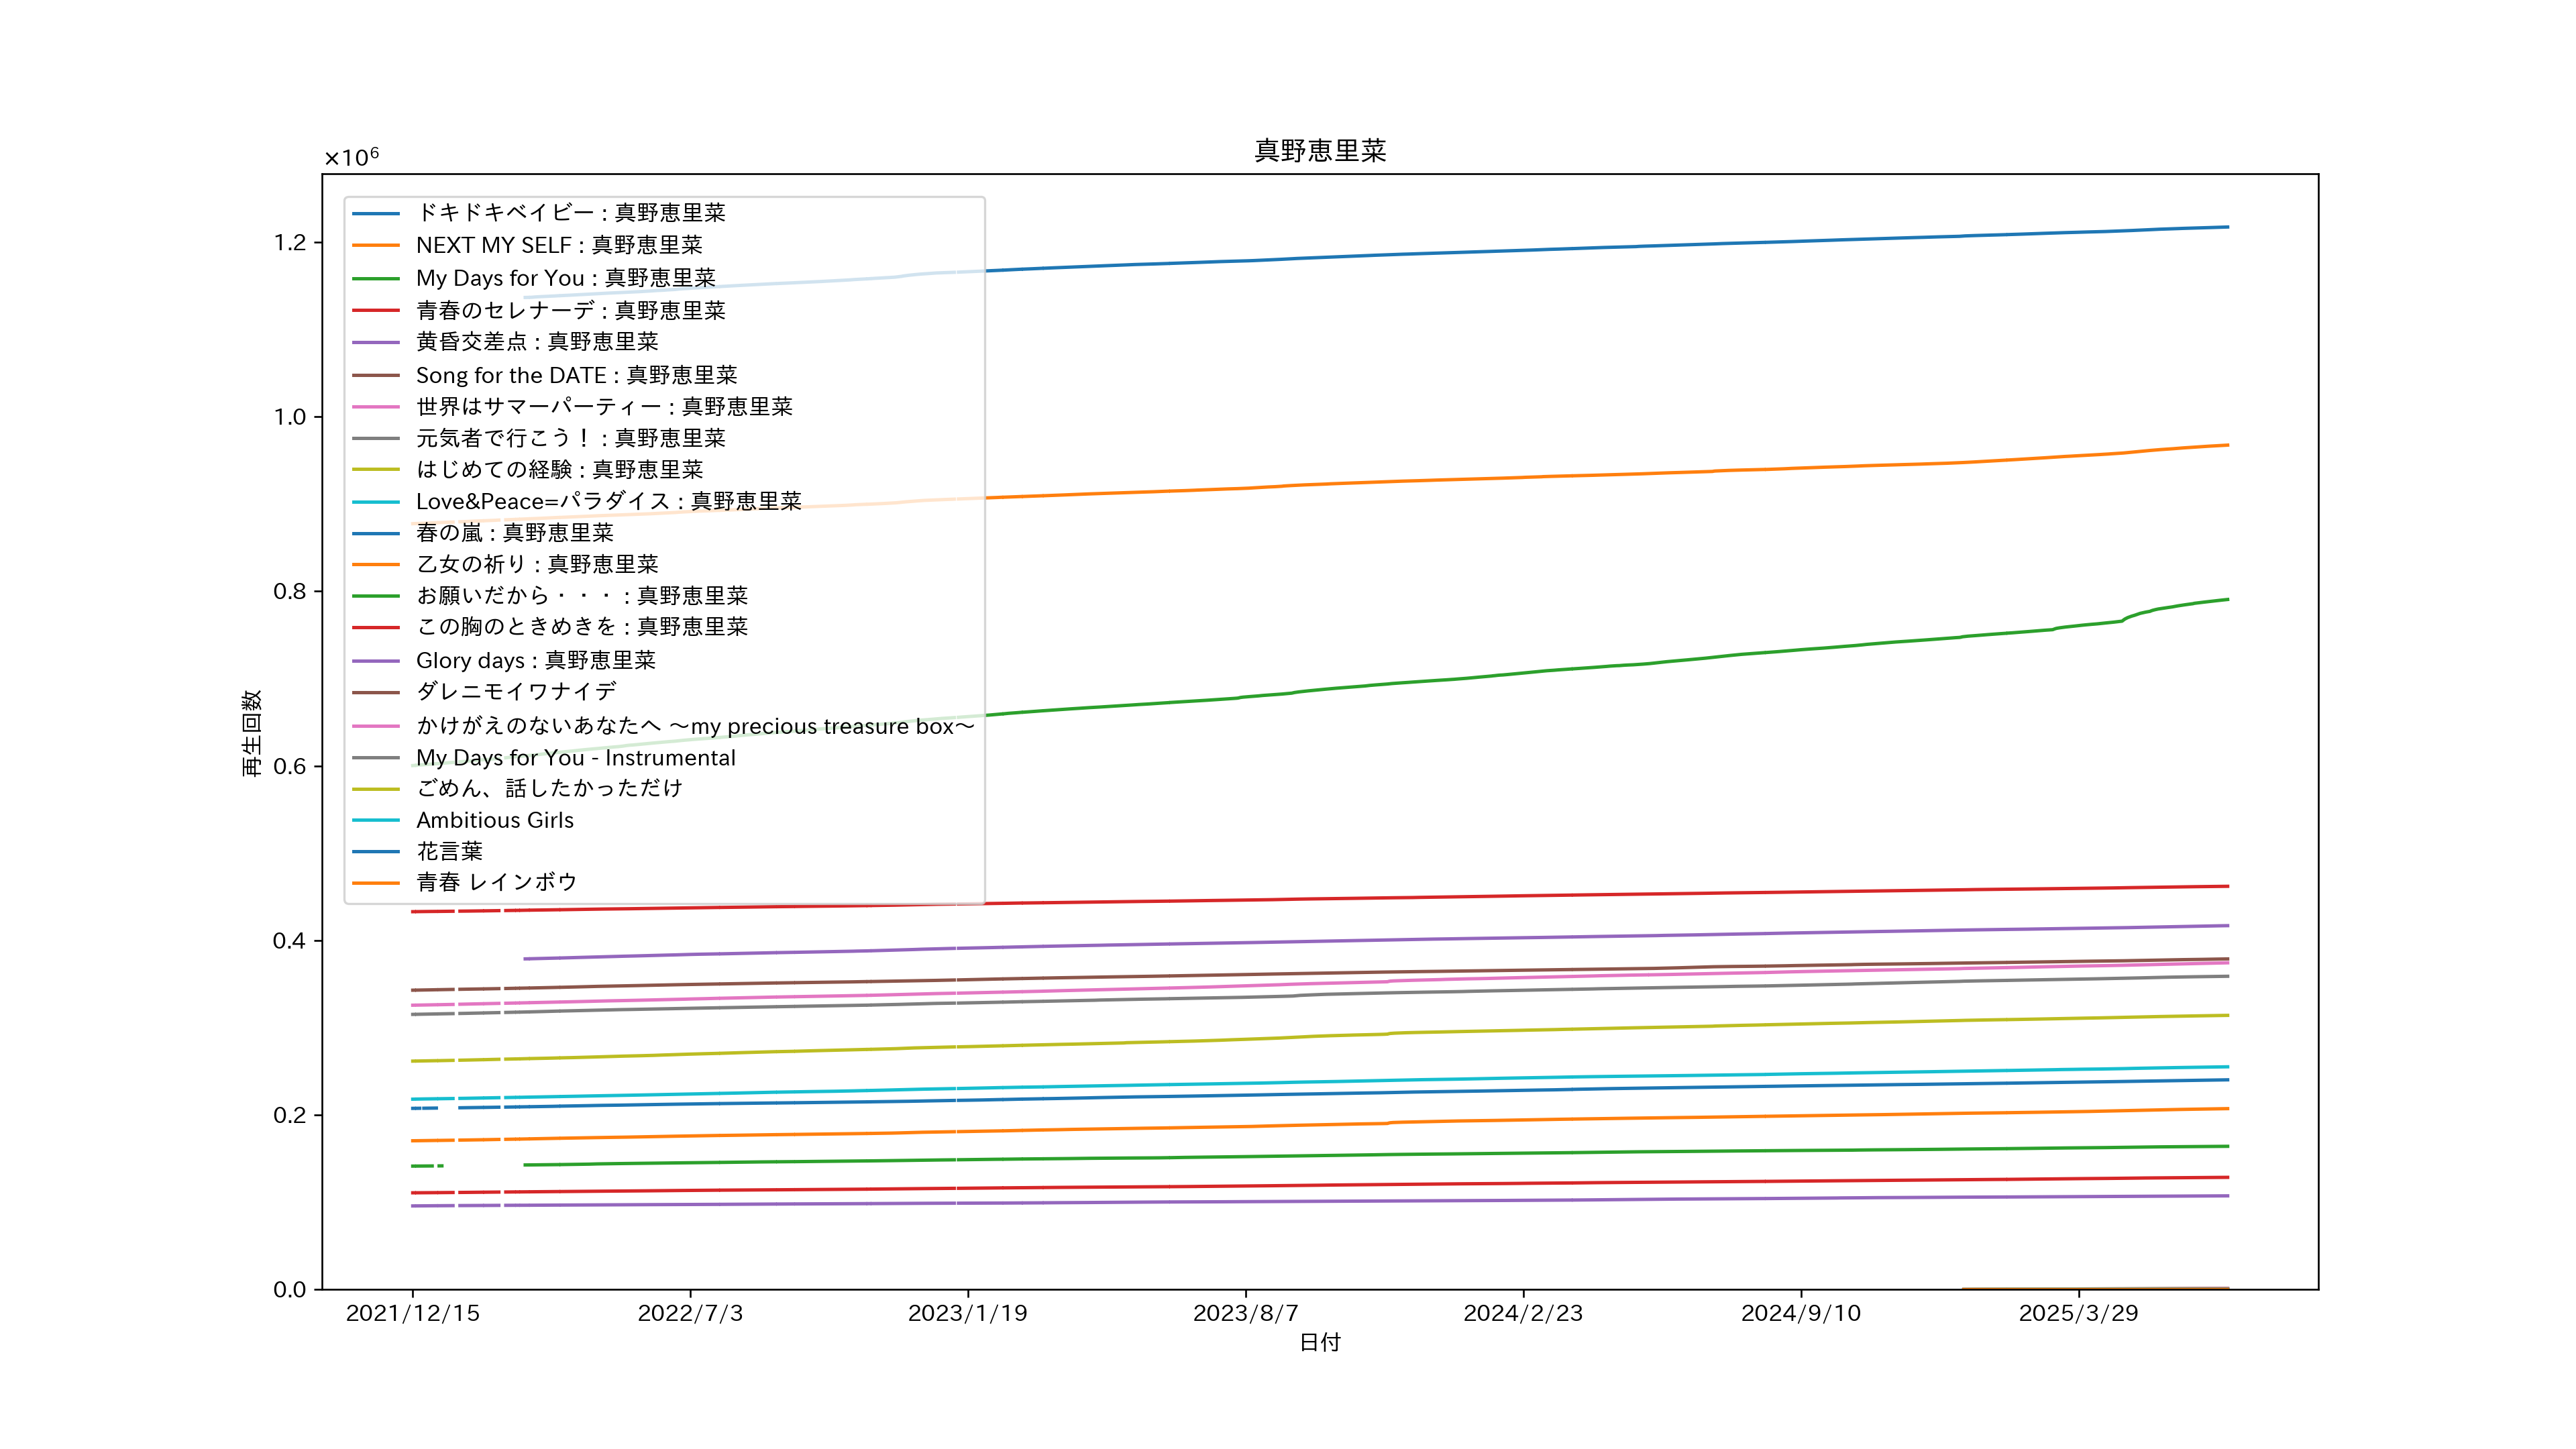 真野恵里菜
×10⁶
1.2
1.0
0.8
0.6
0.4
0.2
0.0
再生回数
ドキドキベイビー : 真野恵里菜
NEXT MY SELF : 真野恵里菜
My Days for You : 真野恵里菜
青春のセレナーデ : 真野恵里菜
黄昏交差点 : 真野恵里菜
Song for the DATE : 真野恵里菜
世界はサマーパーティー : 真野恵里菜
元気者で行こう！ : 真野恵里菜
はじめての経験 : 真野恵里菜
Love&Peace=パラダイス : 真野恵里菜
春の嵐 : 真野恵里菜
乙女の祈り : 真野恵里菜
お願いだから・・・ : 真野恵里菜
この胸のときめきを : 真野恵里菜
Glory days : 真野恵里菜
ダレニモイワナイデ
かけがえのないあなたへ 〜my precious treasure box〜
My Days for You - Instrumental
ごめん、話したかっただけ
Ambitious Girls
花言葉
青春 レインボウ
2021/12/15
2022/7/3
2023/1/19
2023/8/7
2024/2/23
2024/9/10
2025/3/29
日付